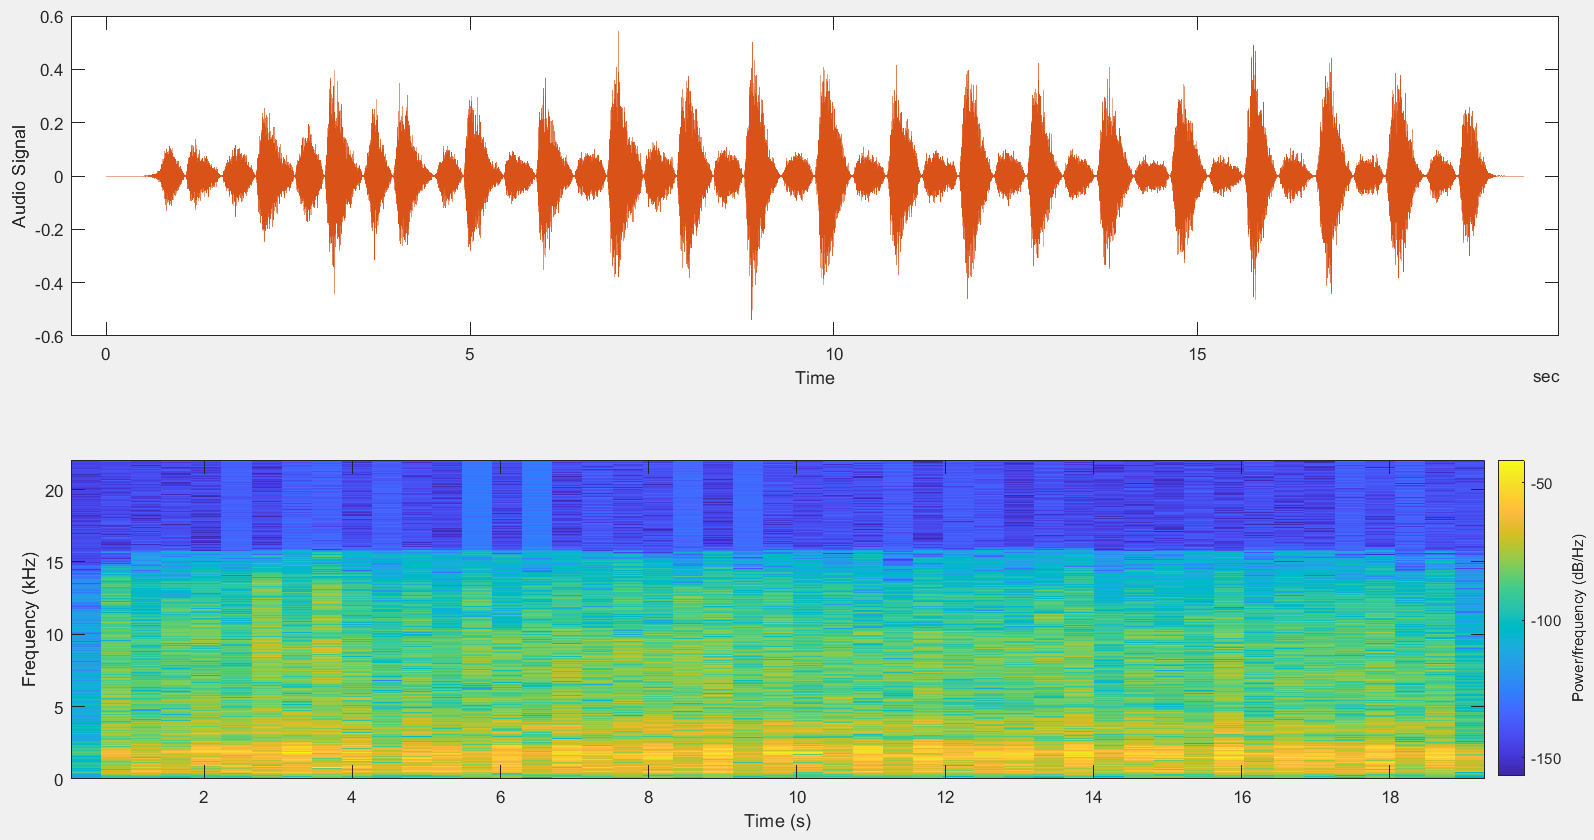 0.6
0.4
0.2
0
-0.2
-0.4
-0.6
Audio Signal
0 5 10 15
Time
sec
20
15
10
5
0
Frequency (kHz)
2 4 6 8 10 12 14 16 18
Time (s)
-50
-100
-150
Power/frequency (dB/Hz)